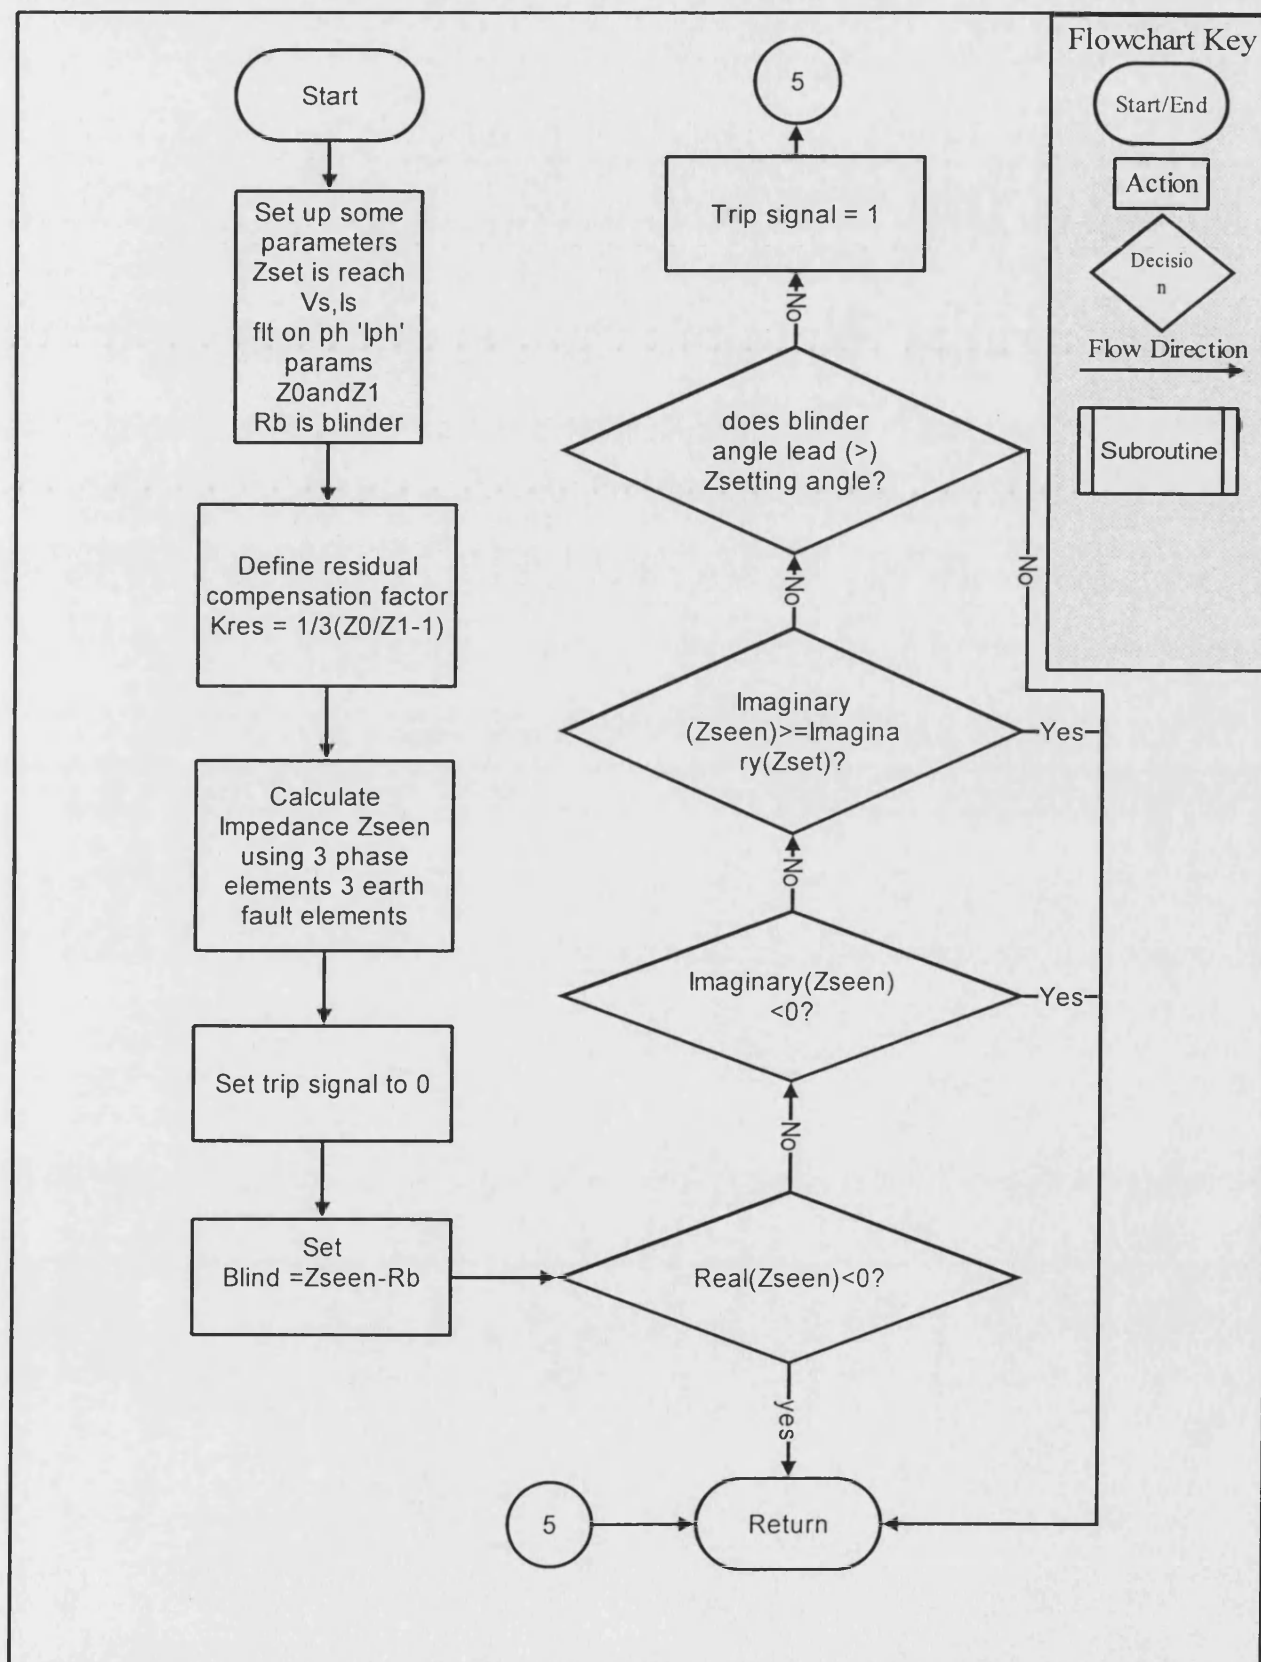 Start
Set up some
parameters
Zset is reach
Vs,Is
flt on ph 'Iph'
params
Z0andZ1
Rb is blinder
Define residual
compensation factor
Kres = 1/3(Z0/Z1-1)
Calculate
Impedance Zseen
using 3 phase
elements 3 earth
fault elements
Set trip signal to 0
Set
Blind =Zseen-Rb
5
Trip signal = 1
No
does blinder
angle lead (>)
Zsetting angle?
No
No
Imaginary
(Zseen)>=Imagina
ry(Zset)?
Yes
No
Imaginary(Zseen)
<0?
Yes
No
Real(Zseen)<0?
yes
5
Return
Flowchart Key
Start/End
Action
Decisio
n
Flow Direction
Subroutine